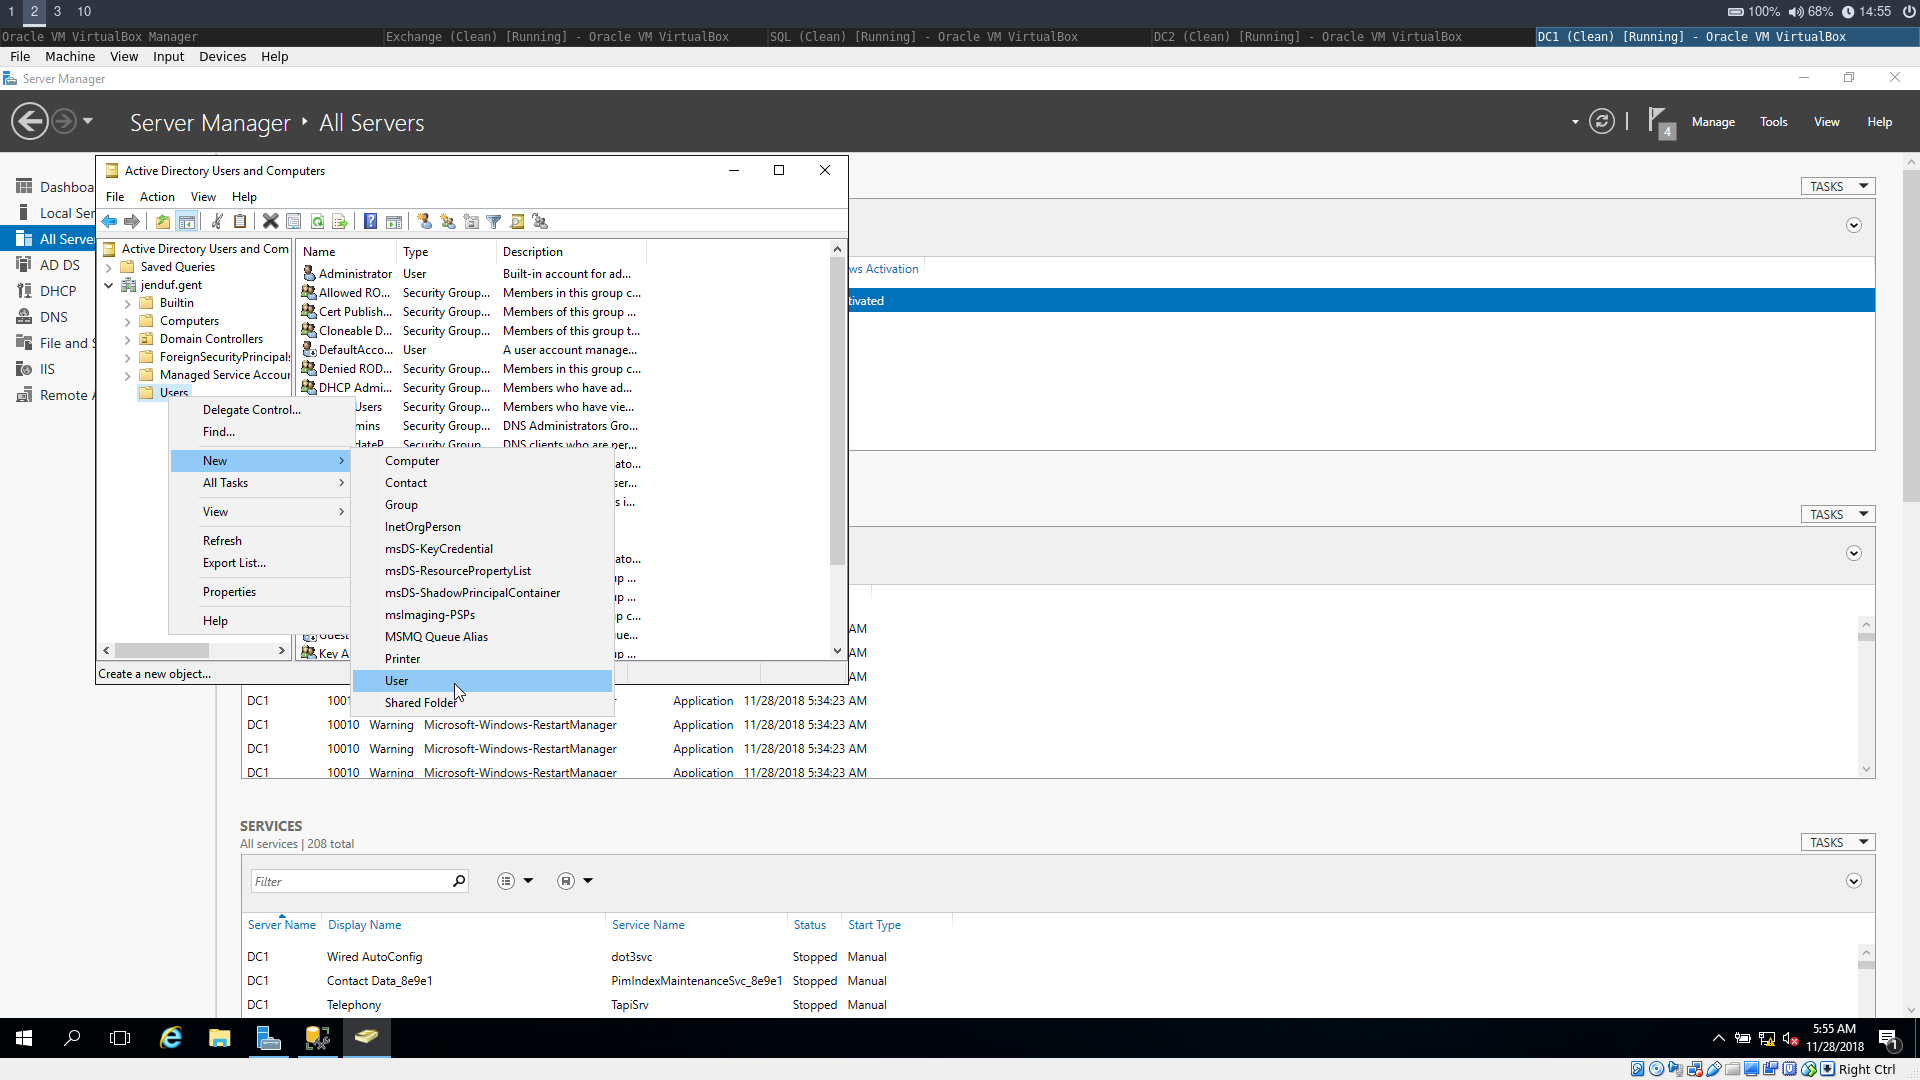 1 2 3 10
100% 68% 14:55
Oracle VM VirtualBox Manager
Exchange (Clean) [Running] - Oracle VM VirtualBox
SQL (Clean) [Running] - Oracle VM VirtualBox
DC2 (Clean) [Running] - Oracle VM VirtualBox
DC1 (Clean) [Running] - Oracle VM VirtualBox
File Machine View Input Devices Help
Server Manager
Server Manager All Servers
4 Manage Tools View Help
Dashboa
Local Ser
All Serve
AD DS
DHCP
DNS
File and S
IIS
Remote A
Active Directory Users and Computers
File Action View Help
Active Directory Users and Com
Saved Queries
jenduf.gent
Builtin
Computers
Domain Controllers
ForeignSecurityPrincipals
Managed Service Accour
Users
Name Type Description
Administrator User Built-in account for ad...
Allowed RO... Security Group... Members in this group c...
Cert Publish... Security Group... Members of this group ...
Cloneable D... Security Group... Members of this group t...
DefaultAcco... User A user account manage...
Denied ROD... Security Group... Members in this group c...
DHCP Admi... Security Group... Members who have ad...
Users Security Group... Members who have vie...
mins Security Group... DNS Administrators Gro...
dateP Security Group DNS clients who are per...
ato...
ser...
s i...
ato...
up ...
up ...
up c...
Guest ue...
Key A up ...
Delegate Control...
Find...
New
All Tasks
View
Refresh
Export List...
Properties
Help
Computer
Contact
Group
InetOrgPerson
msDS-KeyCredential
msDS-ResourcePropertyList
msDS-ShadowPrincipalContainer
msImaging-PSPs
MSMQ Queue Alias
Printer
User
Shared Folder
Create a new object...
TASKS
ws Activation
tivated
TASKS
AM
AM
AM
DC1 1001 Application 11/28/2018 5:34:23 AM
DC1 10010 Warning Microsoft-Windows-RestartManager Application 11/28/2018 5:34:23 AM
DC1 10010 Warning Microsoft-Windows-RestartManager Application 11/28/2018 5:34:23 AM
DC1 10010 Warning Microsoft-Windows-RestartManager Application 11/28/2018 5:34:23 AM
SERVICES
All services | 208 total
TASKS
Filter
Server Name Display Name Service Name Status Start Type
DC1 Wired AutoConfig dot3svc Stopped Manual
DC1 Contact Data_8e9e1 PimIndexMaintenanceSvc_8e9e1 Stopped Manual
DC1 Telephony TapiSrv Stopped Manual
5:55 AM
11/28/2018
1
Right Ctrl